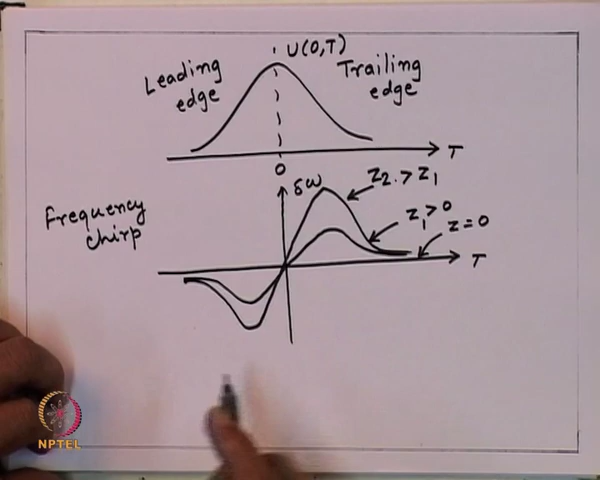 U(0,T)
Leading
edge
Trailing
edge
T
0
δω
Z₂ > Z₁
Frequency
chirp
Z₁ > 0
Z = 0
T
NPTEL